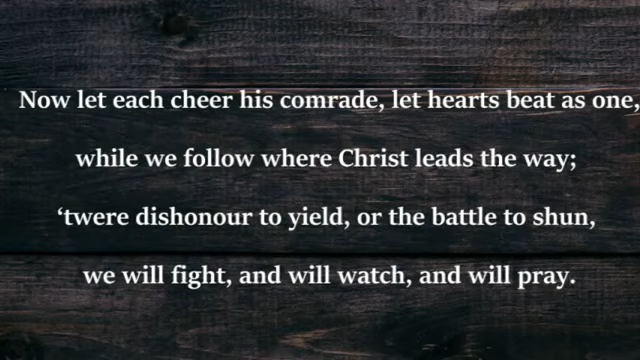 Now let each cheer his comrade, let hearts beat as one,
while we follow where Christ leads the way;
‘twere dishonour to yield, or the battle to shun,
we will fight, and will watch, and will pray.